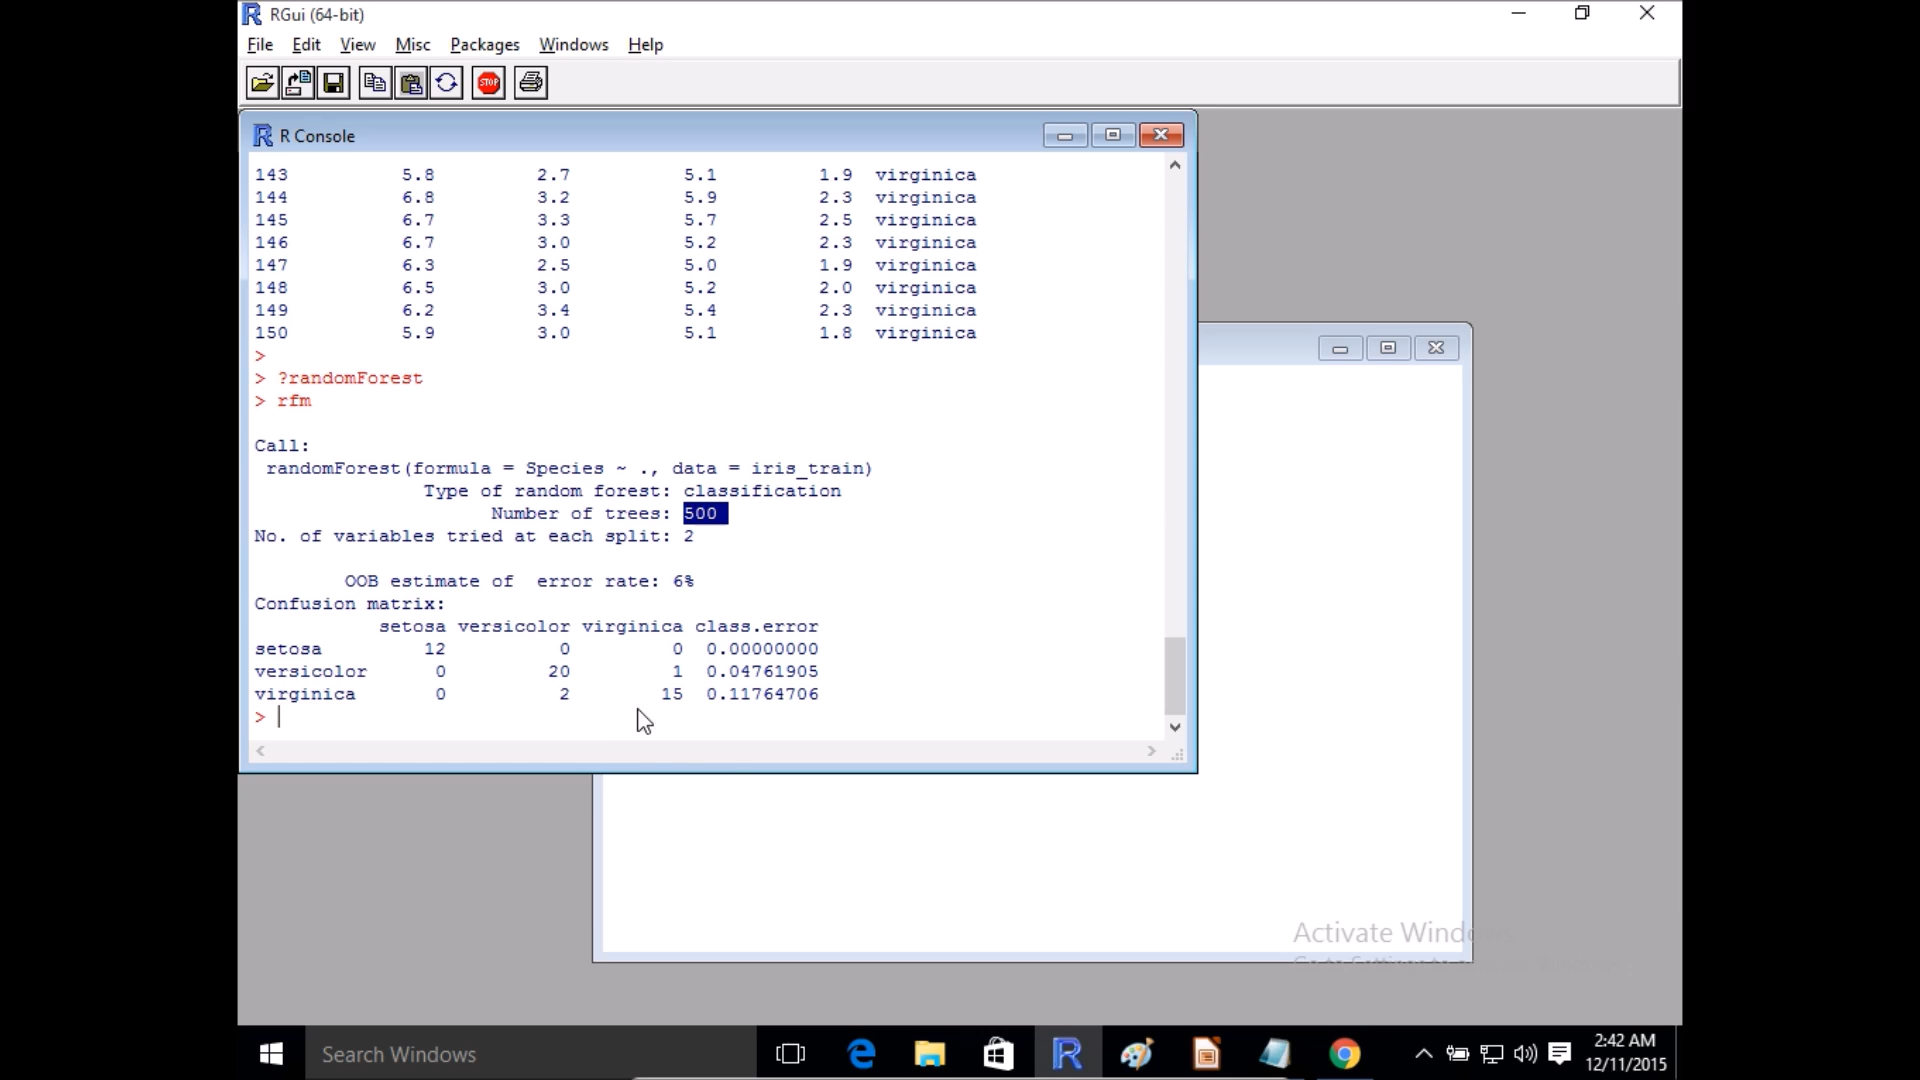 RGui (64-bit)
File Edit View Misc Packages Windows Help
STOP
R Console
143 5.8 2.7 5.1 1.9 virginica
144 6.8 3.2 5.9 2.3 virginica
145 6.7 3.3 5.7 2.5 virginica
146 6.7 3.0 5.2 2.3 virginica
147 6.3 2.5 5.0 1.9 virginica
148 6.5 3.0 5.2 2.0 virginica
149 6.2 3.4 5.4 2.3 virginica
150 5.9 3.0 5.1 1.8 virginica
>
> ?randomForest
> rfm
Call:
randomForest(formula = Species ~ ., data = iris_train)
Type of random forest: classification
Number of trees: 500
No. of variables tried at each split: 2
OOB estimate of error rate: 6%
Confusion matrix:
setosa versicolor virginica class.error
setosa 12 0 0 0.00000000
versicolor 0 20 1 0.04761905
virginica 0 2 15 0.11764706
>
Activate Windows
Search Windows
2:42 AM
12/11/2015